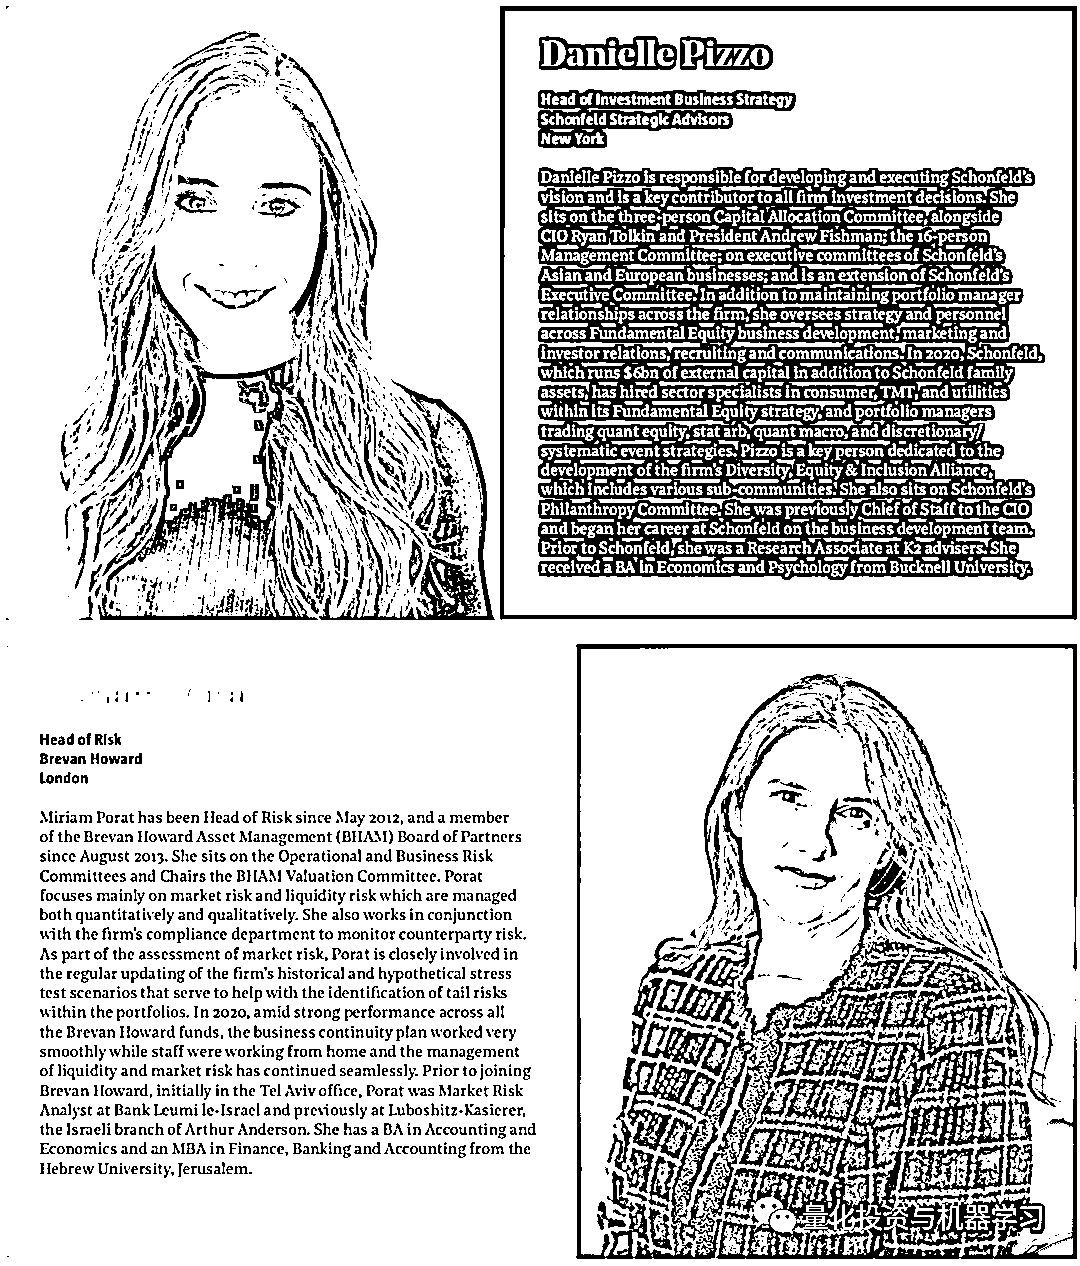 Danielle Pizzo
Head of Investment Business Strategy
Schonfeld Strategic Advisors
New York
Danielle Pizzo is responsible for developing and executing Schonfeld's
vision and is a key contributor to all firm investment decisions. She
sits on the three-person Capital Allocation Committee, alongside
CIO Ryan Tolkin and President Andrew Fishman; the 16-person
Management Committee; on executive committees of Schonfeld's
Asian and European businesses; and is an extension of Schonfeld's
Executive Committee. In addition to maintaining portfolio manager
relationships across the firm, she oversees strategy and personnel
across Fundamental Equity business development, marketing and
investor relations, recruiting and communications. In 2020, Schonfeld,
which runs $6bn of external capital in addition to Schonfeld family
assets, has hired sector specialists in consumer, TMT, and utilities
within its Fundamental Equity strategy, and portfolio managers
trading quant equity, stat arb, quant macro, and discretionary/
systematic event strategies. Pizzo is a key person dedicated to the
development of the firm's Diversity, Equity & Inclusion Alliance,
which includes various sub-communities. She also sits on Schonfeld's
Philanthropy Committee. She was previously Chief of Staff to the CIO
and began her career at Schonfeld on the business development team.
Prior to Schonfeld, she was a Research Associate at K2 advisers. She
received a BA in Economics and Psychology from Bucknell University.
Head of Risk
Brevan Howard
London
Miriam Porat has been Head of Risk since May 2012, and a member
of the Brevan Howard Asset Management (BHAM) Board of Partners
since August 2013. She sits on the Operational and Business Risk
Committees and Chairs the BHAM Valuation Committee. Porat
focuses mainly on market risk and liquidity risk which are managed
both quantitatively and qualitatively. She also works in conjunction
with the firm's compliance department to monitor counterparty risk.
As part of the assessment of market risk, Porat is closely involved in
the regular updating of the firm's historical and hypothetical stress
test scenarios that serve to help with the identification of tail risks
within the portfolios. In 2020, amid strong performance across all
the Brevan Howard funds, the business continuity plan worked very
smoothly while staff were working from home and the management
of liquidity and market risk has continued seamlessly. Prior to joining
Brevan Howard, initially in the Tel Aviv office, Porat was Market Risk
Analyst at Bank Leumi le-Israel and previously at Luboshitz-Kasierer,
the Israeli branch of Arthur Anderson. She has a BA in Accounting and
Economics and an MBA in Finance, Banking and Accounting from the
Hebrew University, Jerusalem.
量化投资与机器学习